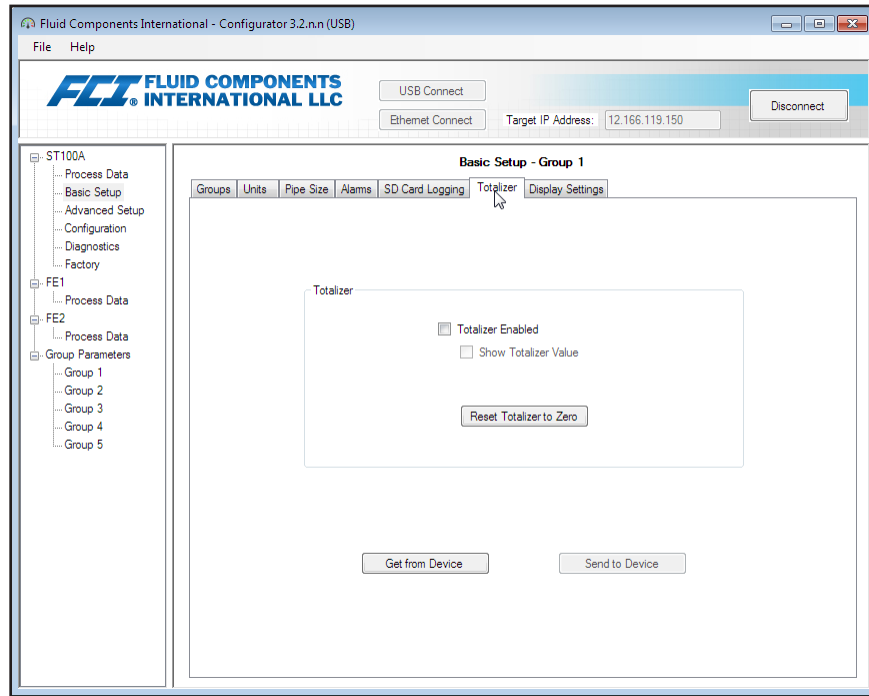 Fluid Components International - Configurator 3.2.n.n (USB)
File Help
FCI® FLUID COMPONENTS
INTERNATIONAL LLC
USB Connect
Ethernet Connect Target IP Address: 12.166.119.150
Disconnect
ST100A
Process Data
Basic Setup
Advanced Setup
Configuration
Diagnostics
Factory
FE1
Process Data
FE2
Process Data
Group Parameters
Group 1
Group 2
Group 3
Group 4
Group 5
Basic Setup - Group 1
Groups Units Pipe Size Alarms SD Card Logging Totalizer Display Settings
Totalizer
Totalizer Enabled
Show Totalizer Value
Reset Totalizer to Zero
Get from Device Send to Device